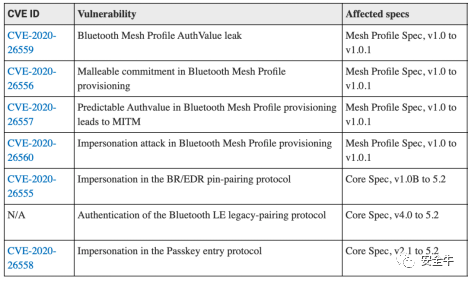 CVE ID Vulnerability Affected specs
CVE-2020- Bluetooth Mesh Profile AuthValue leak Mesh Profile Spec, v1.0 to
26559 v1.0.1
CVE-2020- Malleable commitment in Bluetooth Mesh Profile Mesh Profile Spec, v1.0 to
26556 provisioning v1.0.1
CVE-2020- Predictable Authvalue in Bluetooth Mesh Profile provisioning Mesh Profile Spec, v1.0 to
26557 leads to MITM v1.0.1
CVE-2020- Impersonation attack in Bluetooth Mesh Profile provisioning Mesh Profile Spec, v1.0 to
26560 v1.0.1
CVE-2020- Impersonation in the BR/EDR pin-pairing protocol Core Spec, v1.0B to 5.2
26555
N/A Authentication of the Bluetooth LE legacy-pairing protocol Core Spec, v4.0 to 5.2
CVE-2020- Impersonation in the Passkey entry protocol Core Spec, v2.1 to 5.2
26558
安全牛